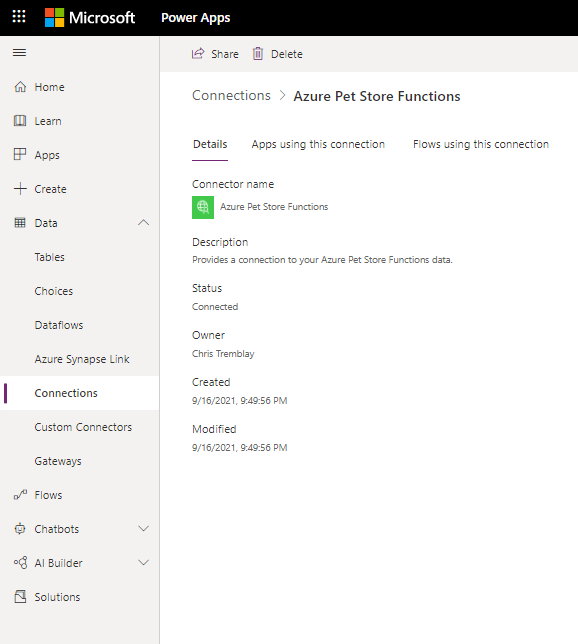 Microsoft Power Apps
Home
Learn
Apps
Create
Data
Tables
Choices
Dataflows
Azure Synapse Link
Connections
Custom Connectors
Gateways
Flows
Chatbots
AI Builder
Solutions
Share Delete
Connections > Azure Pet Store Functions
Details Apps using this connection Flows using this connection
Connector name
Azure Pet Store Functions
Description
Provides a connection to your Azure Pet Store Functions data.
Status
Connected
Owner
Chris Tremblay
Created
9/16/2021, 9:49:56 PM
Modified
9/16/2021, 9:49:56 PM